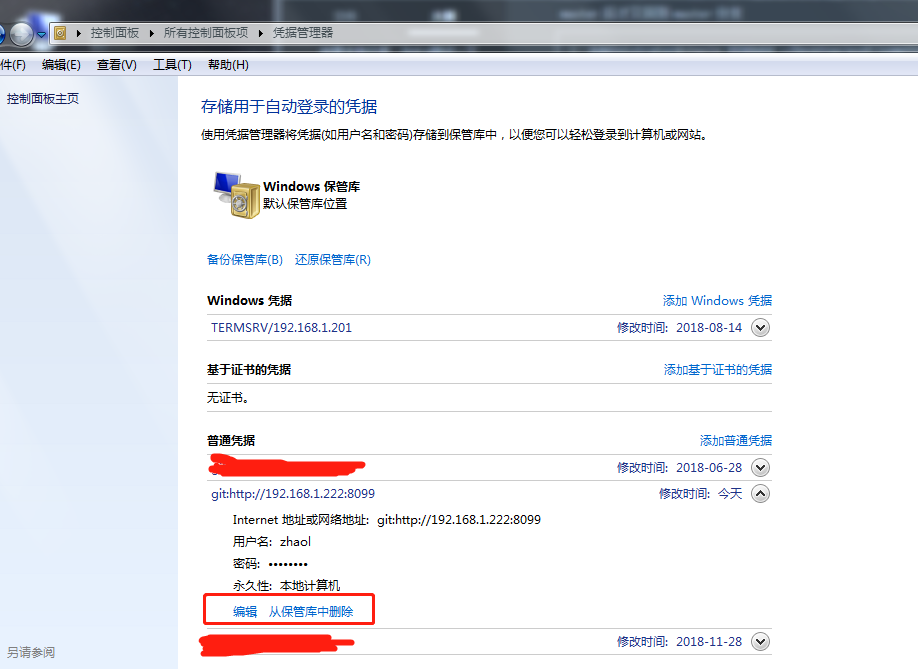 控制面板 ▸ 所有控制面板项 ▸ 凭据管理器
件(F) 编辑(E) 查看(V) 工具(T) 帮助(H)
控制面板主页
存储用于自动登录的凭据
使用凭据管理器将凭据(如用户名和密码)存储到保管库中，以便您可以轻松登录到计算机或网站。
Windows 保管库
默认保管库位置
备份保管库(B) 还原保管库(R)
Windows 凭据 添加 Windows 凭据
TERMSRV/192.168.1.201 修改时间: 2018-08-14
基于证书的凭据 添加基于证书的凭据
无证书。
普通凭据 添加普通凭据
修改时间: 2018-06-28
git:http://192.168.1.222:8099 修改时间: 今天
Internet 地址或网络地址: git:http://192.168.1.222:8099
用户名: zhaol
密码: ••••••••
永久性: 本地计算机
编辑 从保管库中删除
修改时间: 2018-11-28
另请参阅